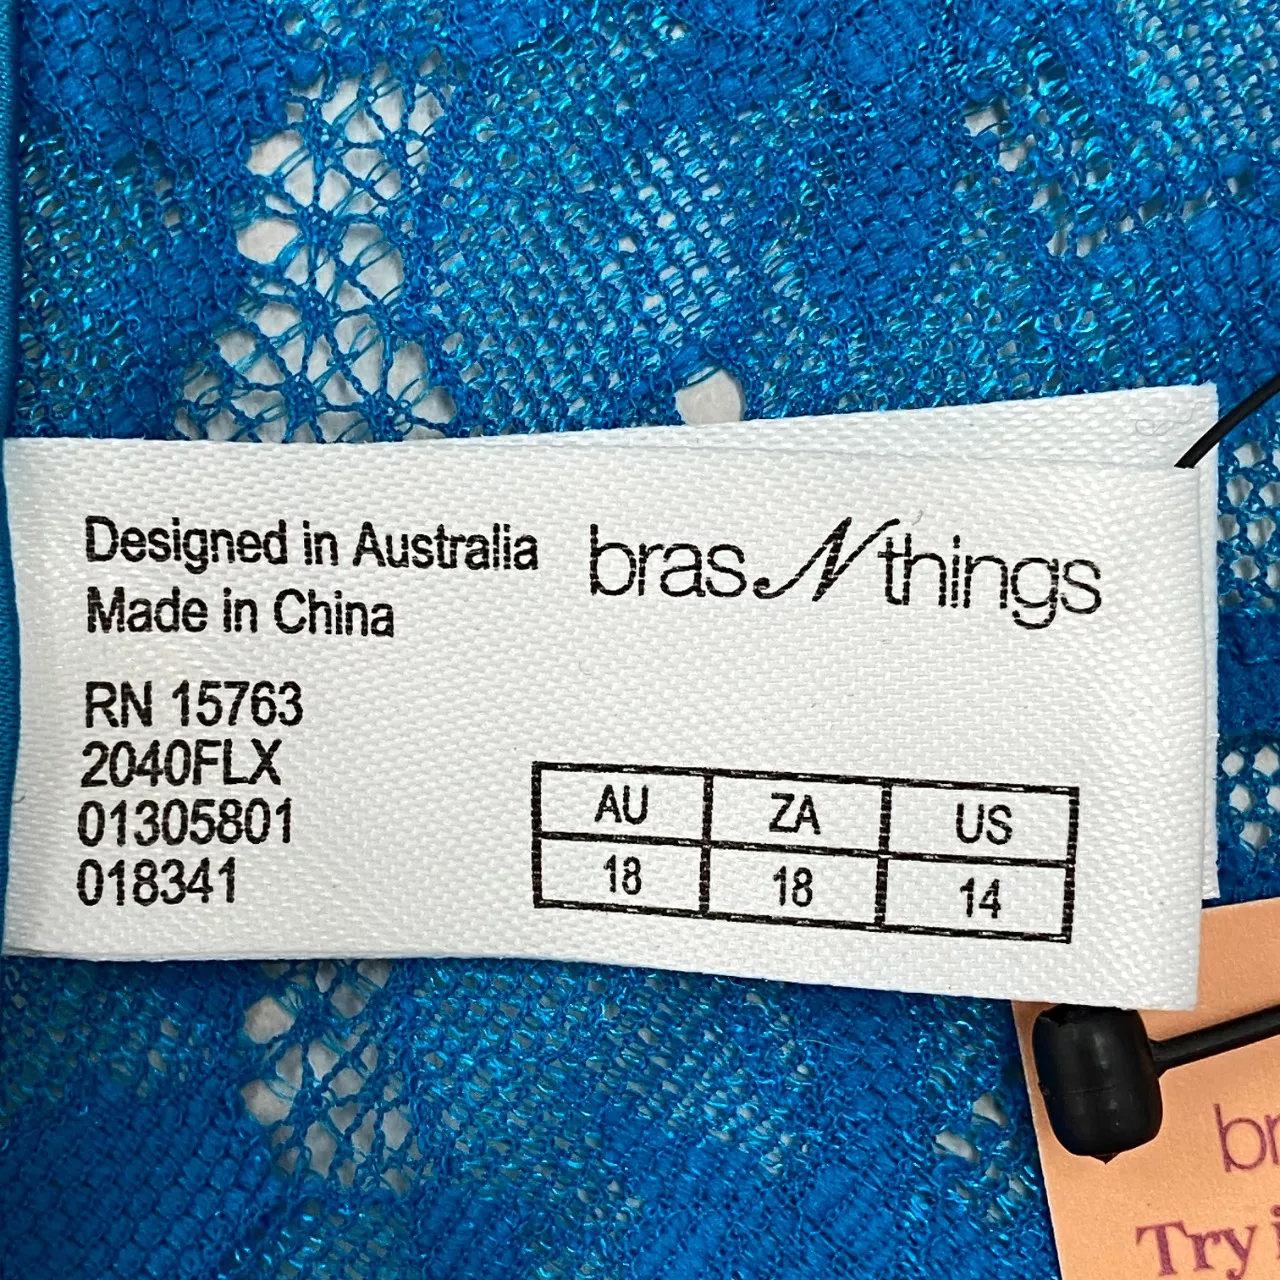 Designed in Australia
Made in China
bras N things
RN 15763
2040FLX
01305801
018341
AU ZA US
18 18 14
br
Try